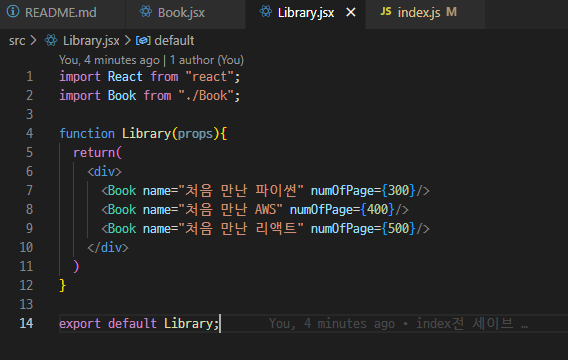 README.md Book.jsx Library.jsx × JS index.js M
src > Library.jsx > default
You, 4 minutes ago | 1 author (You)
1 import React from "react";
2 import Book from "./Book";
3
4 function Library(props){
5 return(
6 <div>
7 <Book name="처음 만난 파이썬" numOfPage={300}/>
8 <Book name="처음 만난 AWS" numOfPage={400}/>
9 <Book name="처음 만난 리액트" numOfPage={500}/>
10 </div>
11 )
12 }
13
14 export default Library; You, 4 minutes ago • index전 세이브 …